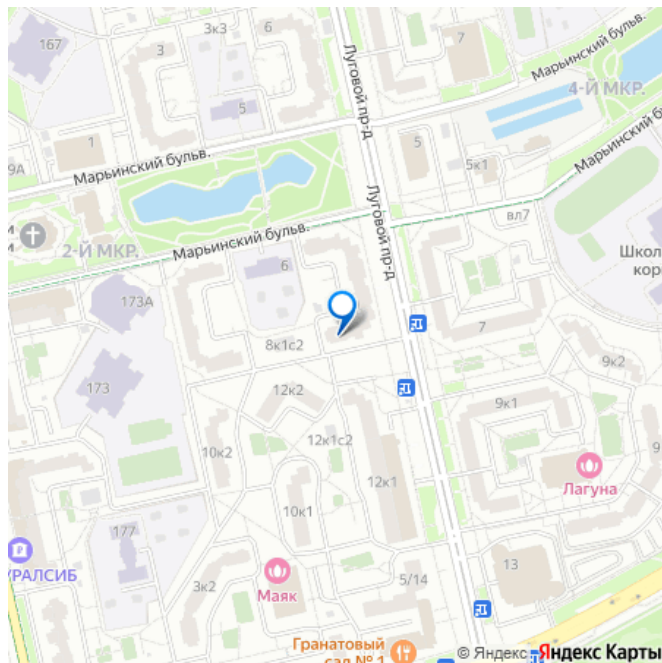 3к3
6
167
3
7
Луговой пр-д
Марьинский бульв.
4-Й МКР.
5
1
5
5к1
Марьинский б
9А
Марьинский бульв.
Луговой пр-д
вл7
2-Й МКР.
Марьинский бульв.
6
Школ
кор
173А
7
8к1с2
9к2
173
12к2
9к1
10к2
12к1с2
9
12к1
Лагуна
10к1
177
УРАЛСИБ
3к2
Маяк
5/14
13
Гранатовый
сад № 1
© Яндекс
Яндекс Карты